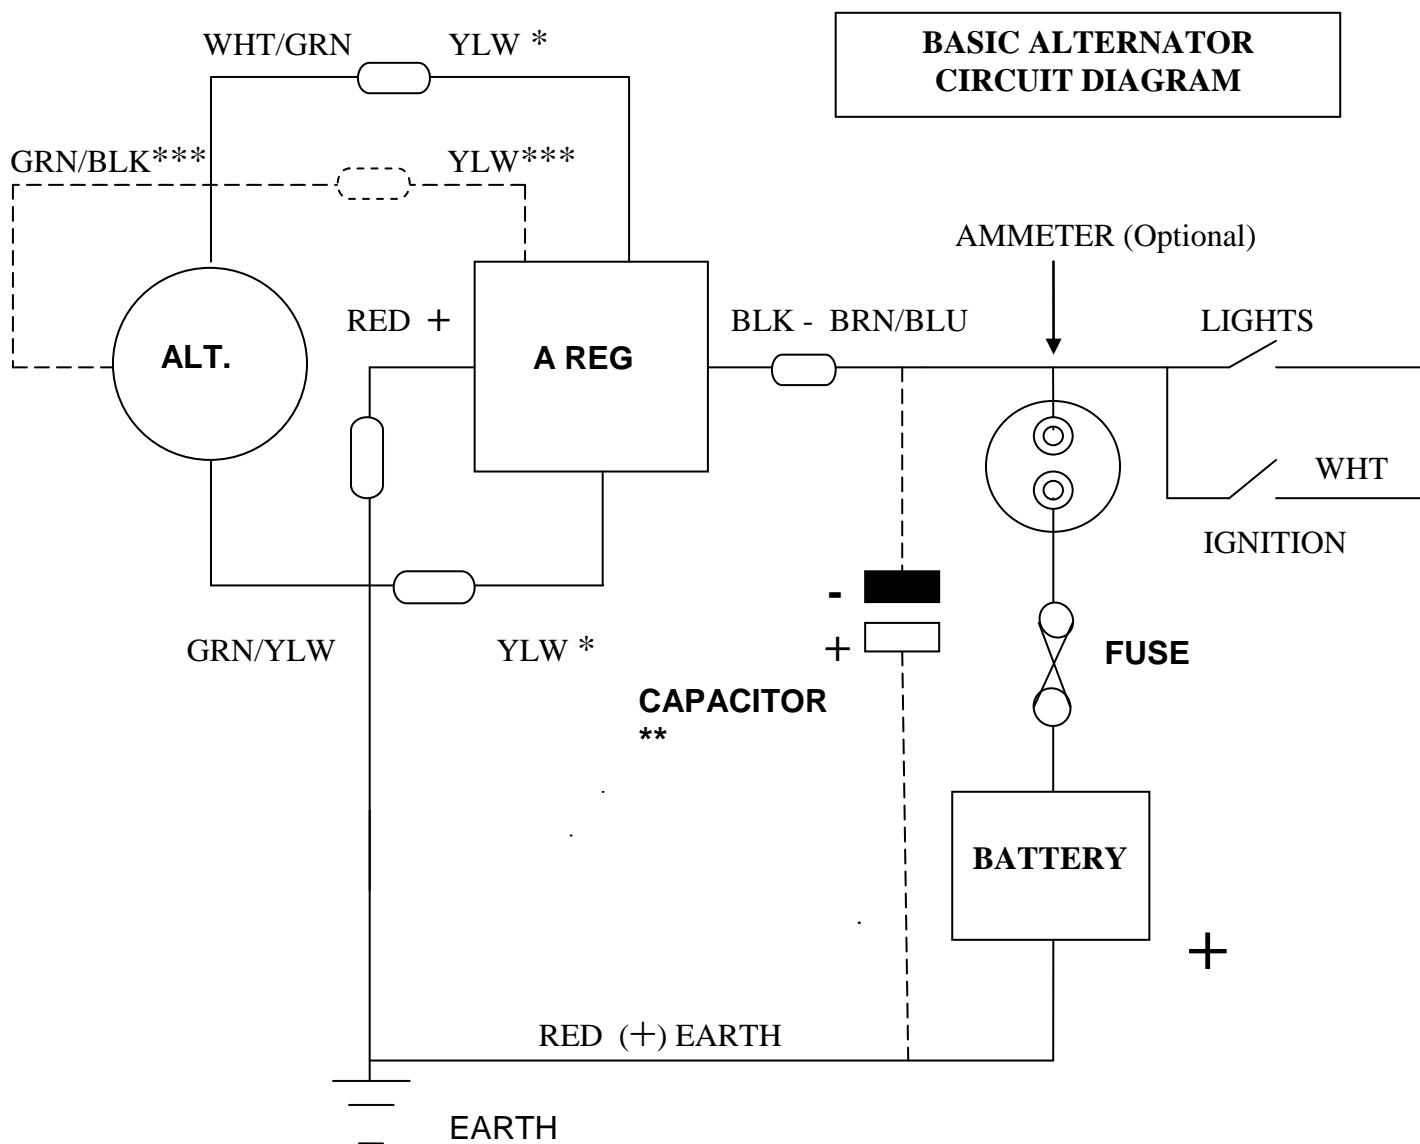 WHT/GRN YLW *
BASIC ALTERNATOR
CIRCUIT DIAGRAM
GRN/BLK*** YLW***
AMMETER (Optional)
RED +
BLK - BRN/BLU
LIGHTS
ALT.
A REG
WHT
IGNITION
-
+
GRN/YLW YLW *
FUSE
CAPACITOR
**
BATTERY
+
RED (+) EARTH
EARTH